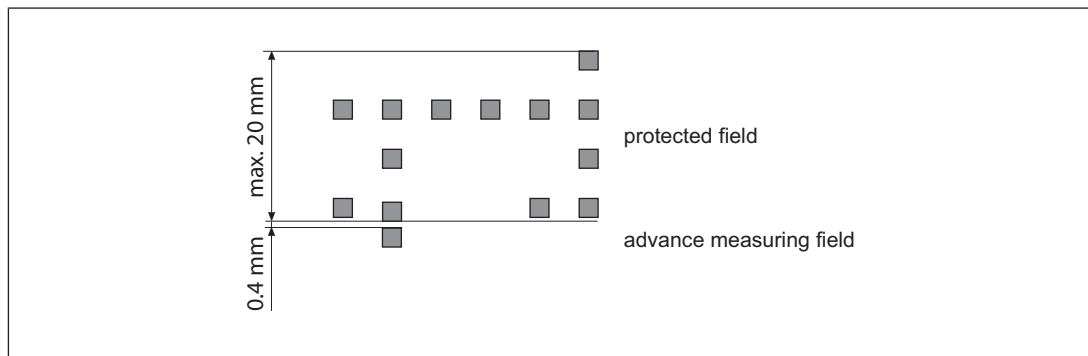 max. 20 mm
protected field
advance measuring field
0.4 mm